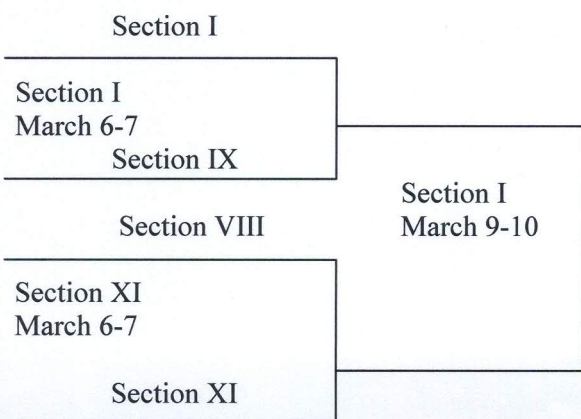 Section I
Section I
March 6-7
Section IX
Section I
March 9-10
Section VIII
Section XI
March 6-7
Section XI